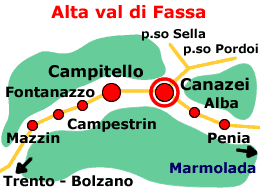 Alta val di Fassa
p.so Sella
p.so Pordoi
Campitello
Canazei
Fontanazzo
Alba
Campestrin
Mazzin
Penia
Marmolada
Trento - Bolzano